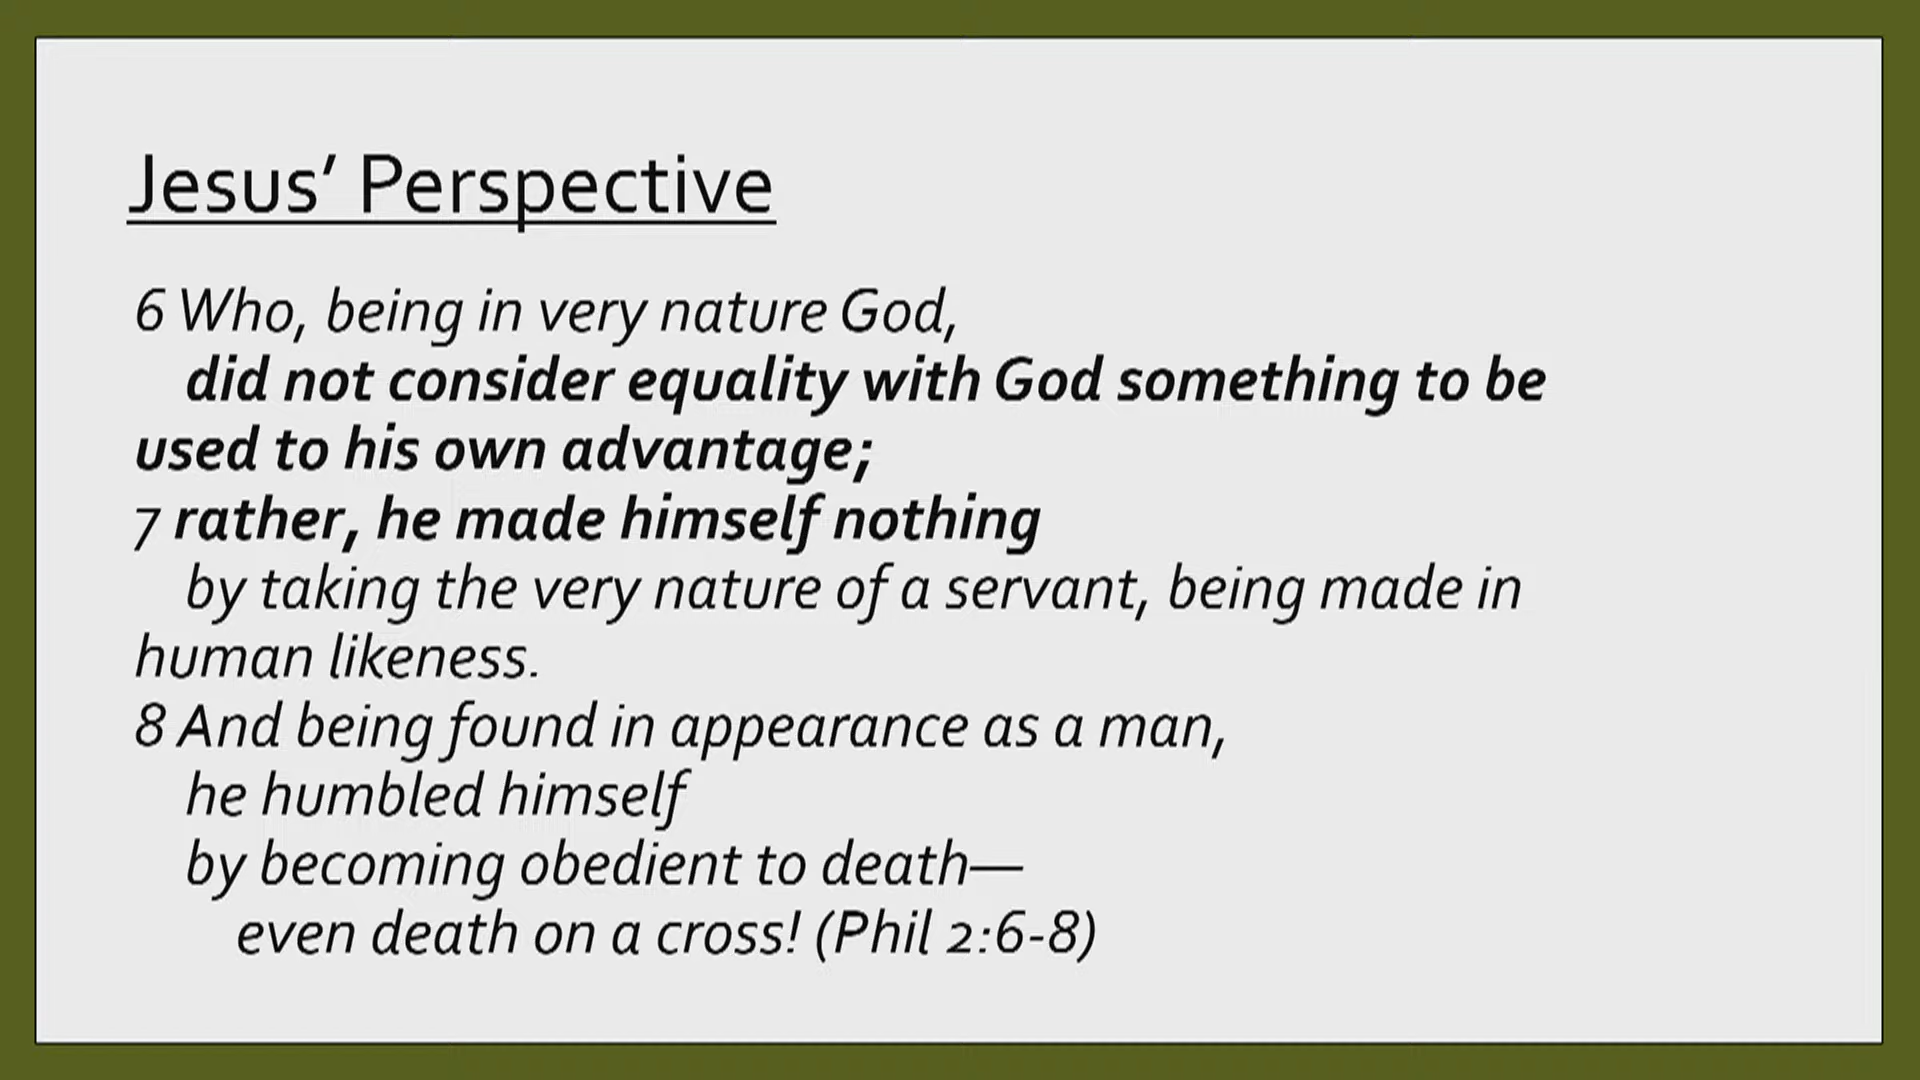 Jesus’ Perspective
6 Who, being in very nature God,
did not consider equality with God something to be
used to his own advantage;
7 rather, he made himself nothing
by taking the very nature of a servant, being made in
human likeness.
8 And being found in appearance as a man,
he humbled himself
by becoming obedient to death—
even death on a cross! (Phil 2:6-8)